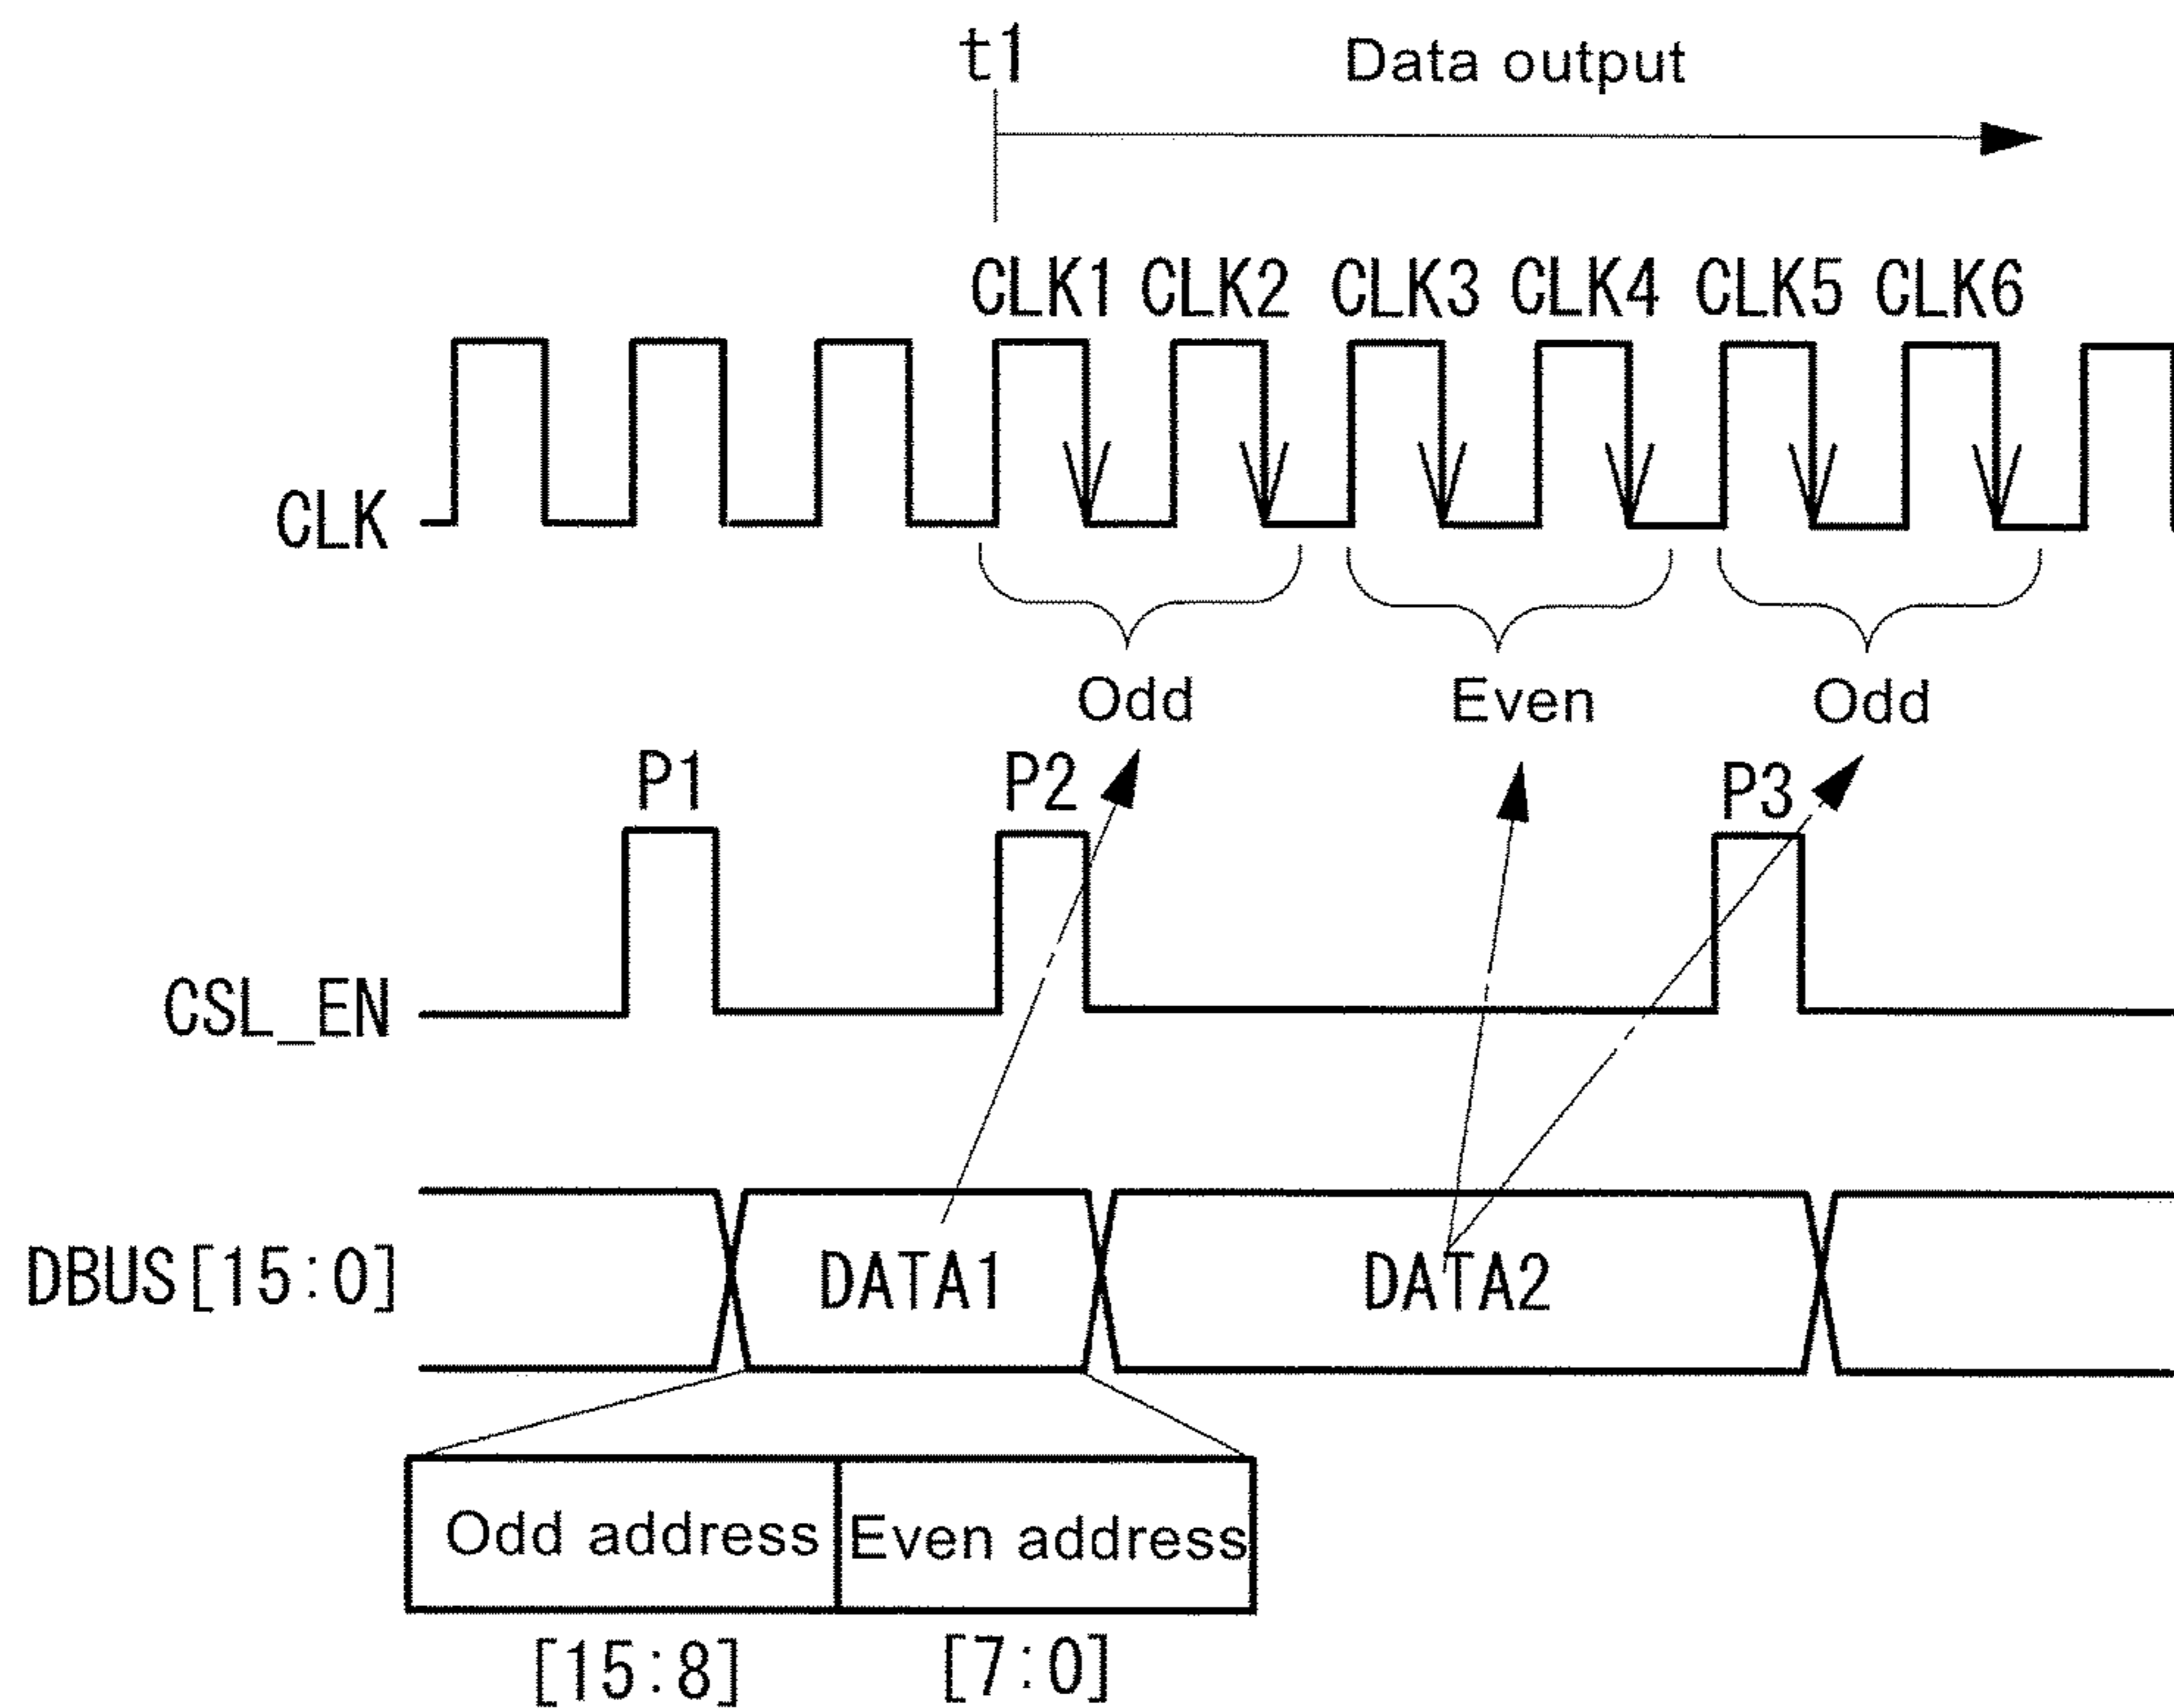 t1 Data output
CLK1 CLK2 CLK3 CLK4 CLK5 CLK6
CLK
Odd Even Odd
P1 P2 P3
CSL_EN
DBUS[15:0] DATA1 DATA2
Odd address Even address
[15:8] [7:0]